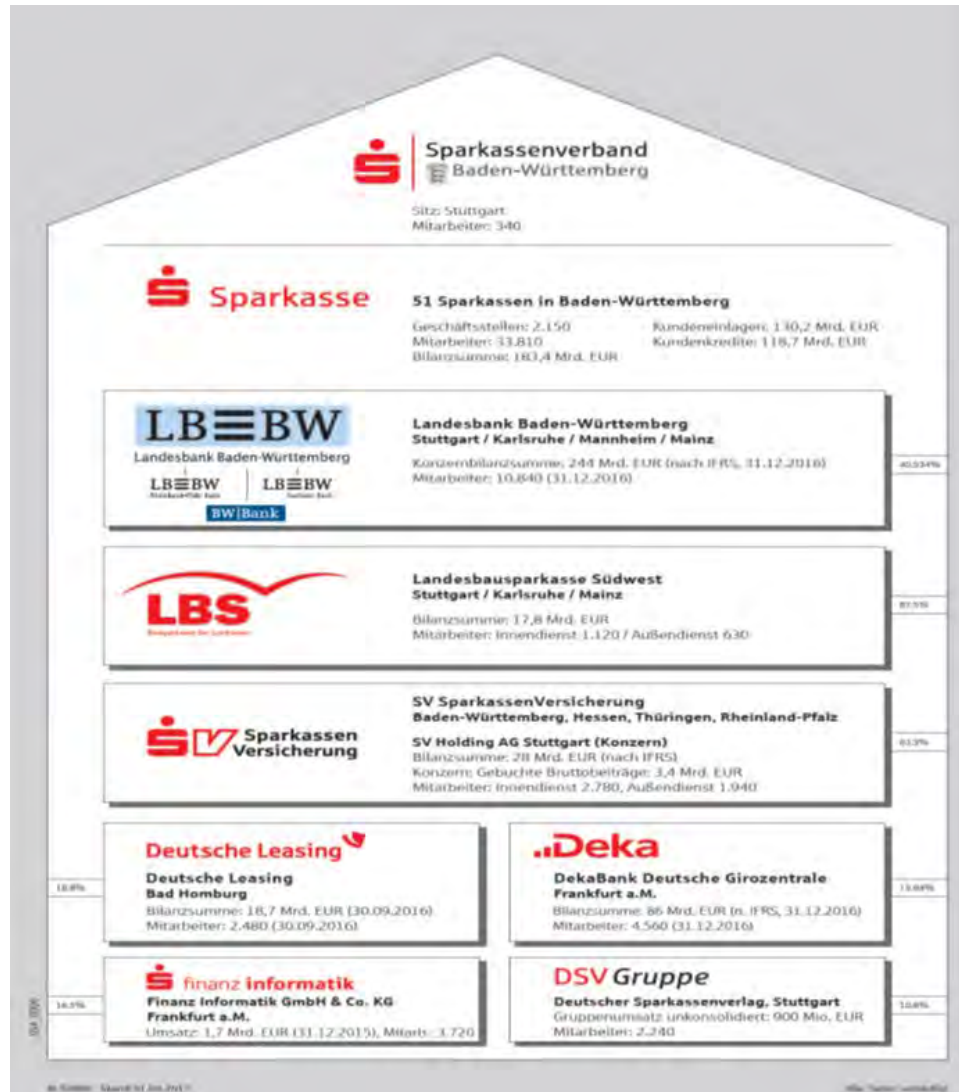 Sparkassenverband
Baden-Württemberg
Sitz: Stuttgart
Mitarbeiter: 340
Sparkasse
51 Sparkassen in Baden-Württemberg
Geschäftsstellen: 2.150
Kundeneinlagen: 130,2 Mrd. EUR
Mitarbeiter: 33.810
Kundenkredite: 118,7 Mrd. EUR
Bilanzsumme: 183,4 Mrd. EUR
LBBW
Landesbank Baden-Württemberg
LBBW
LBBW
BW|Bank
Landesbank Baden-Württemberg
Stuttgart / Karlsruhe / Mannheim / Mainz
Konzernbilanzsumme: 244 Mrd. EUR (nach IFRS, 31.12.2016)
Mitarbeiter: 10.840 (31.12.2016)
LBS
Landesbausparkasse Südwest
Stuttgart / Karlsruhe / Mainz
Bilanzsumme: 17,8 Mrd. EUR
Mitarbeiter: Innendienst 1.120 / Außendienst 630
Sparkassen
Versicherung
SV SparkassenVersicherung
Baden-Württemberg, Hessen, Thüringen, Rheinland-Pfalz
SV Holding AG Stuttgart (Konzern)
Bilanzsumme: 28 Mrd. EUR (nach IFRS)
Konzern: Gebuchte Bruttobeiträge: 3,4 Mrd. EUR
Mitarbeiter: Innendienst 2.780, Außendienst 1.940
Deutsche Leasing
Deutsche Leasing
Bad Homburg
Bilanzsumme: 18,7 Mrd. EUR (30.09.2016)
Mitarbeiter: 2.480 (30.09.2016)
Deka
DekaBank Deutsche Girozentrale
Frankfurt a.M.
Bilanzsumme: 86 Mrd. EUR (n. IFRS, 31.12.2016)
Mitarbeiter: 4.560 (31.12.2016)
finanz informatik
Finanz Informatik GmbH & Co. KG
Frankfurt a.M.
Umsatz: 1,7 Mrd. EUR (31.12.2015), Mitarb.: 3.720
DSV Gruppe
Deutscher Sparkassenverlag, Stuttgart
Gruppenumsatz unkonsolidiert: 900 Mio. EUR
Mitarbeiter: 2.240